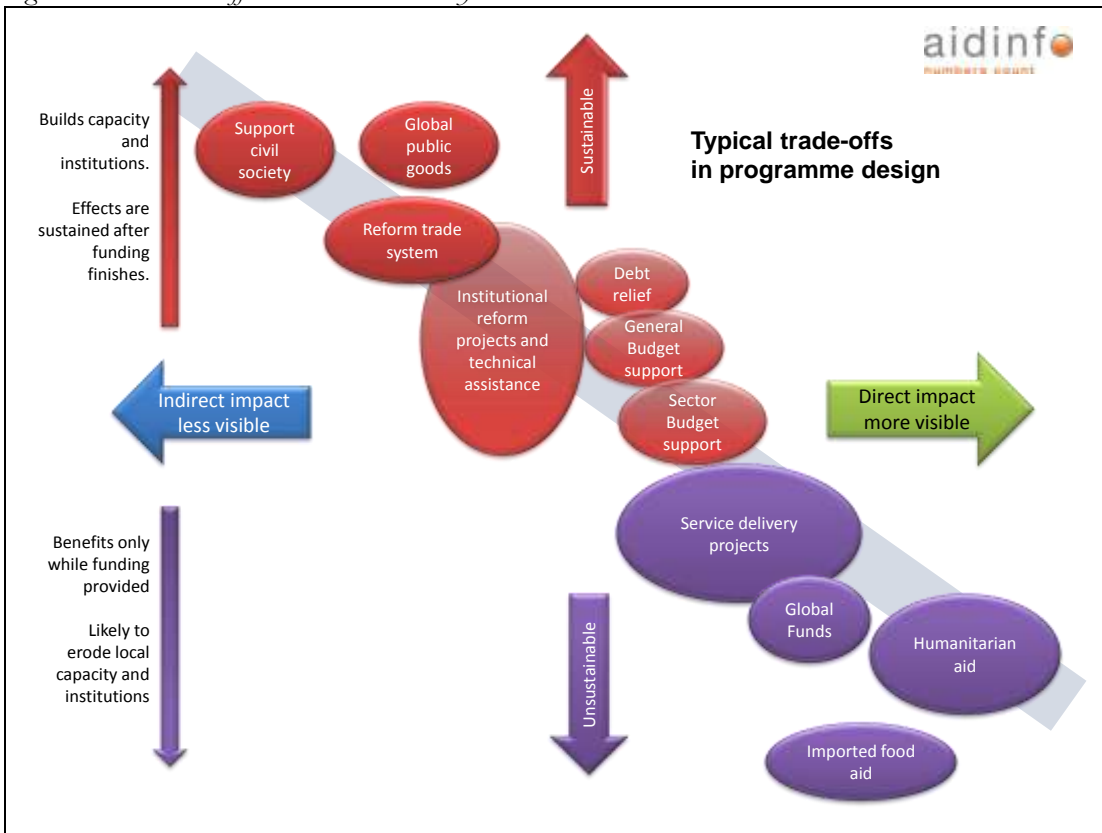 aidinfo
numbers count
Typical trade-offs
in programme design
Builds capacity
and
institutions.
Effects are
sustained after
funding
finishes.
Sustainable
Support
civil
society
Global
public
goods
Reform trade
system
Institutional
reform
projects and
technical
assistance
Debt
relief
General
Budget
support
Sector
Budget
support
Indirect impact
less visible
Direct impact
more visible
Benefits only
while funding
provided
Likely to
erode local
capacity and
institutions
Unsustainable
Service delivery
projects
Global
Funds
Humanitarian
aid
Imported food
aid